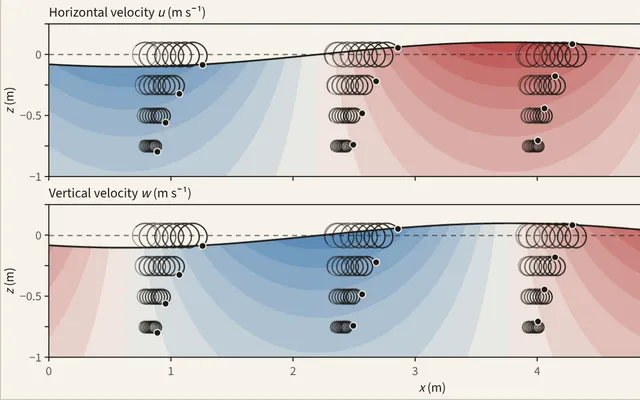 Horizontal velocity u (m s⁻¹)
0
z (m)
−0.5
−1
Vertical velocity w (m s⁻¹)
0
z (m)
−0.5
−1
0 1 2 3 4
x (m)